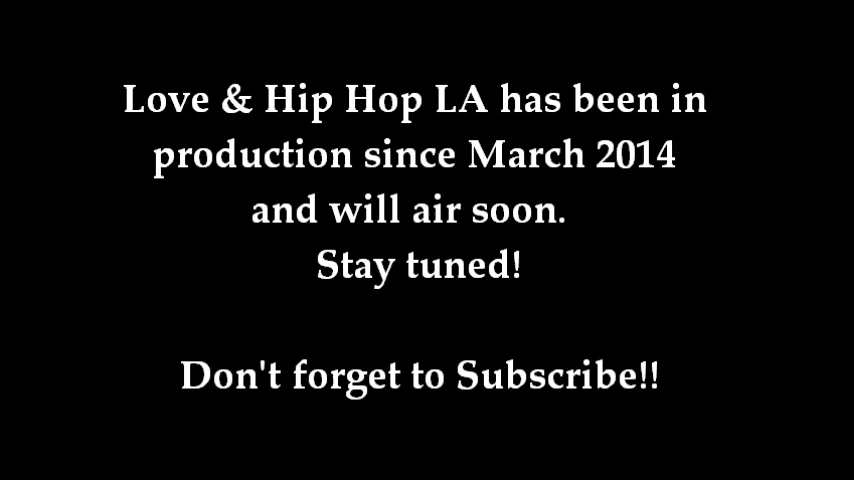 Love & Hip Hop LA has been in
production since March 2014
and will air soon.
Stay tuned!
Don't forget to Subscribe!!